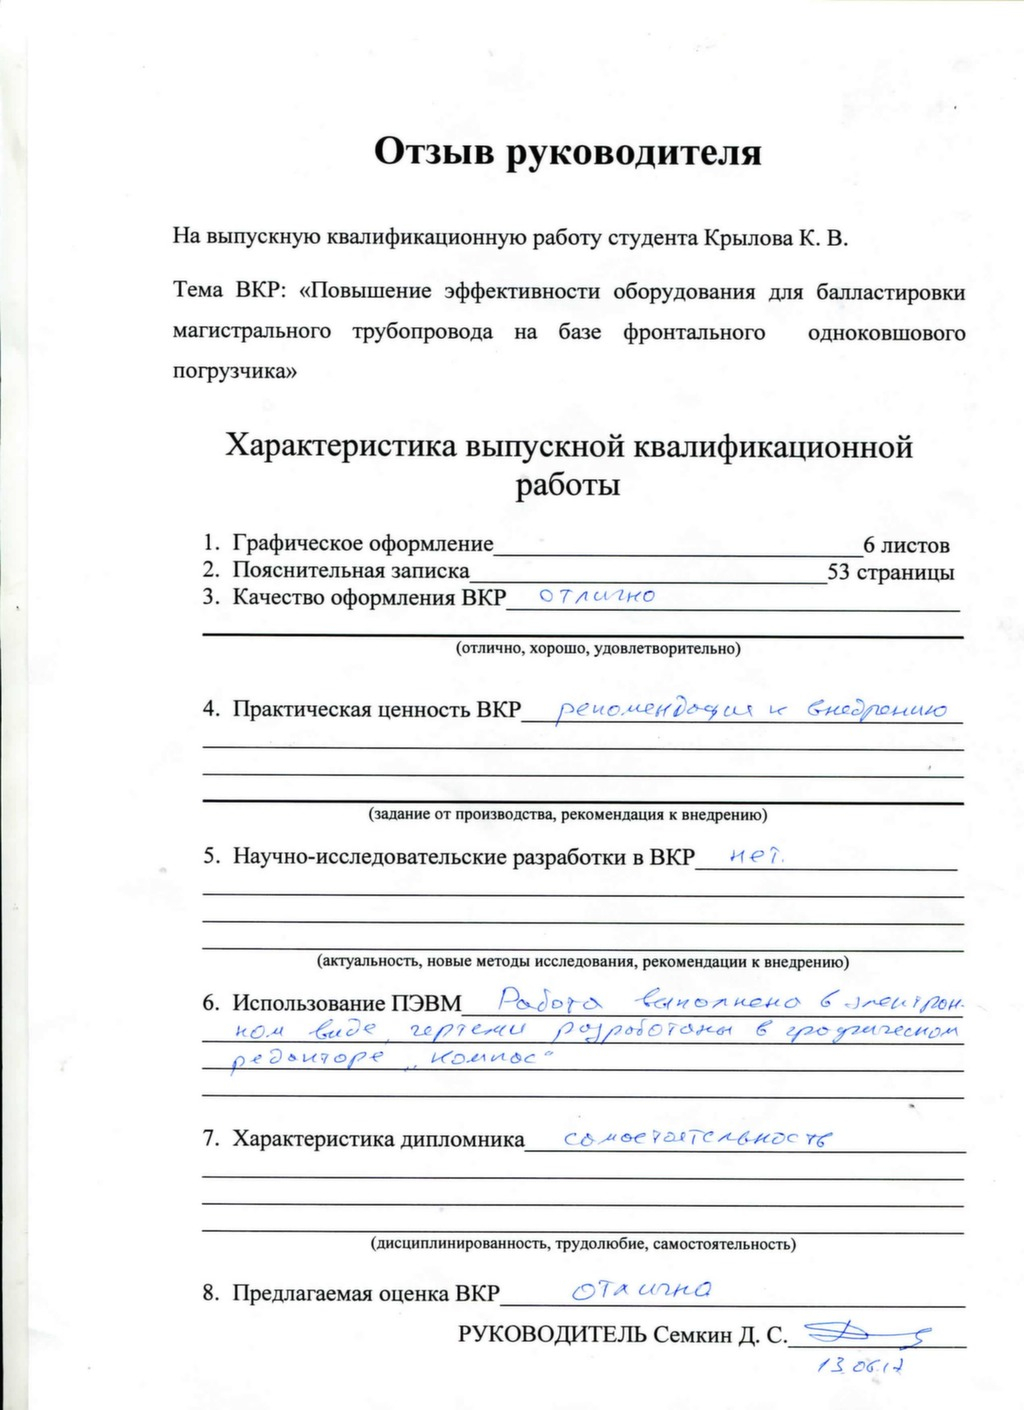 Отзыв руководителя
На выпускную квалификационную работу студента Крылова К. В.
Тема ВКР: «Повышение эффективности оборудования для балластировки
магистрального трубопровода на базе фронтального одноковшового
погрузчика»
Характеристика выпускной квалификационной
работы
1. Графическое оформление 6 листов
2. Пояснительная записка 53 страницы
3. Качество оформления ВКР отлично
(отлично, хорошо, удовлетворительно)
4. Практическая ценность ВКР рекомендация к внедрению
(задание от производства, рекомендация к внедрению)
5. Научно-исследовательские разработки в ВКР нет.
(актуальность, новые методы исследования, рекомендации к внедрению)
6. Использование ПЭВМ Работа выполнена в электрон-
ном виде, чертежи разработаны в графическом
редакторе „Компас"
7. Характеристика дипломника самостоятельность
(дисциплинированность, трудолюбие, самостоятельность)
8. Предлагаемая оценка ВКР отлично
РУКОВОДИТЕЛЬ Семкин Д. С.
13.06.17